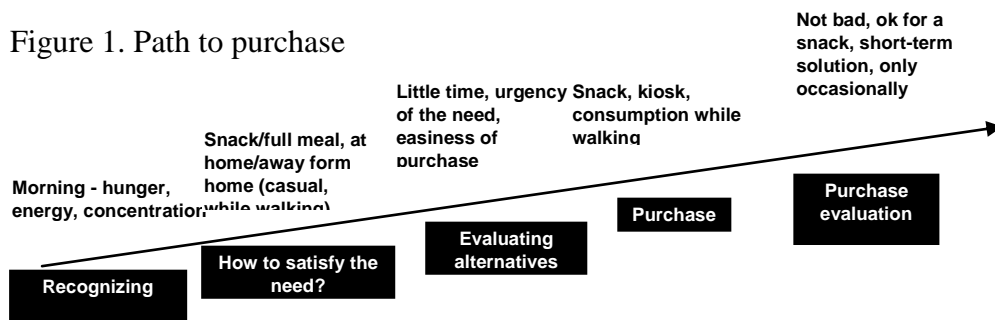 Figure 1. Path to purchase
Not bad, ok for a
snack, short-term
solution, only
occasionally
Little time, urgency
of the need,
easiness of
purchase
Snack, kiosk,
consumption while
walking
Snack/full meal, at
home/away form
home (casual,
while walking)
Morning - hunger,
energy, concentration
Recognizing
How to satisfy the
need?
Evaluating
alternatives
Purchase
Purchase
evaluation